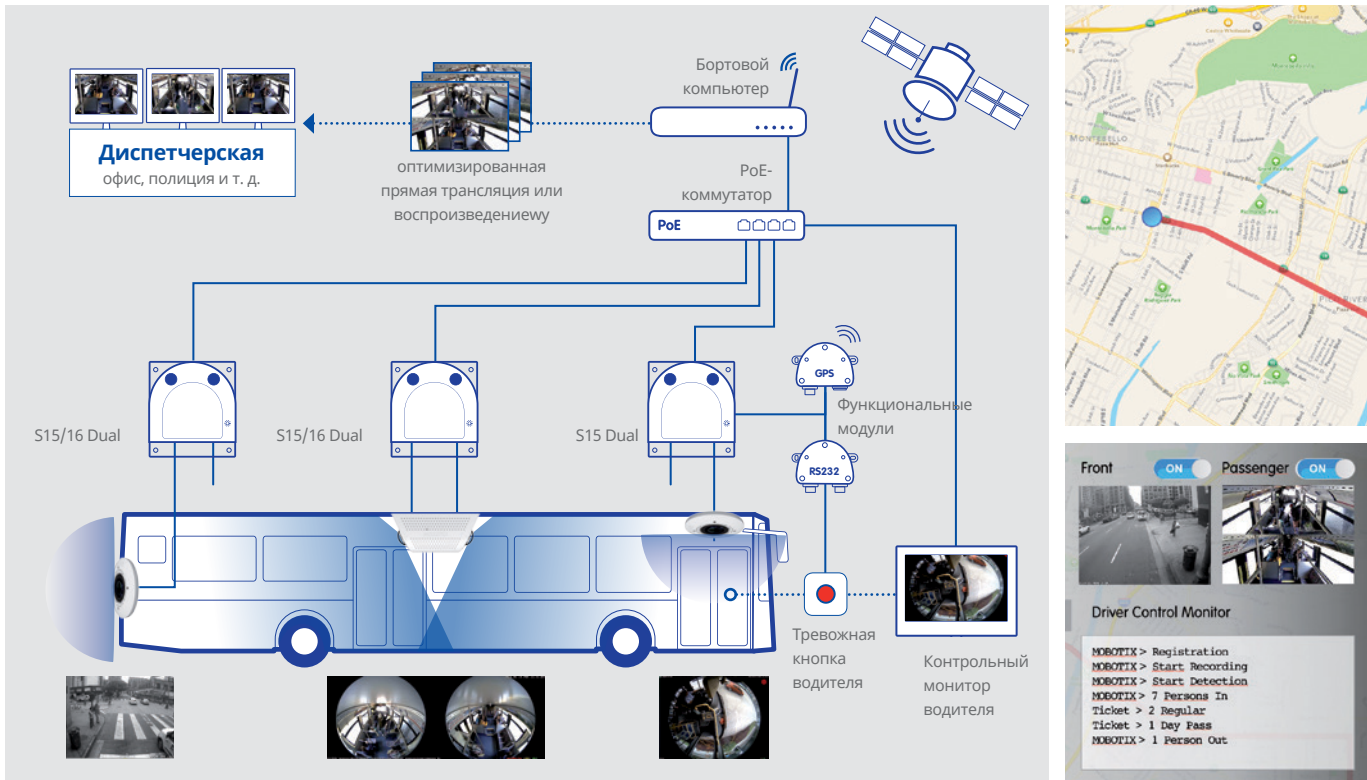 Бортовой
компьютер
Диспетчерская
офис, полиция и т. д.
оптимизированная
прямая трансляция или
воспроизведениеwy
PoE-
коммутатор
PoE
S15/16 Dual
S15/16 Dual
S15 Dual
GPS
Функциональные
модули
RS232
Тревожная
кнопка
водителя
Контрольный
монитор
водителя
MONTEBELLO
Front ON Passenger ON
Driver Control Monitor
MOBOTIX > Registration
MOBOTIX > Start Recording
MOBOTIX > Start Detection
MOBOTIX > 7 Persons In
Ticket > 2 Regular
Ticket > 1 Day Pass
MOBOTIX > 1 Person Out